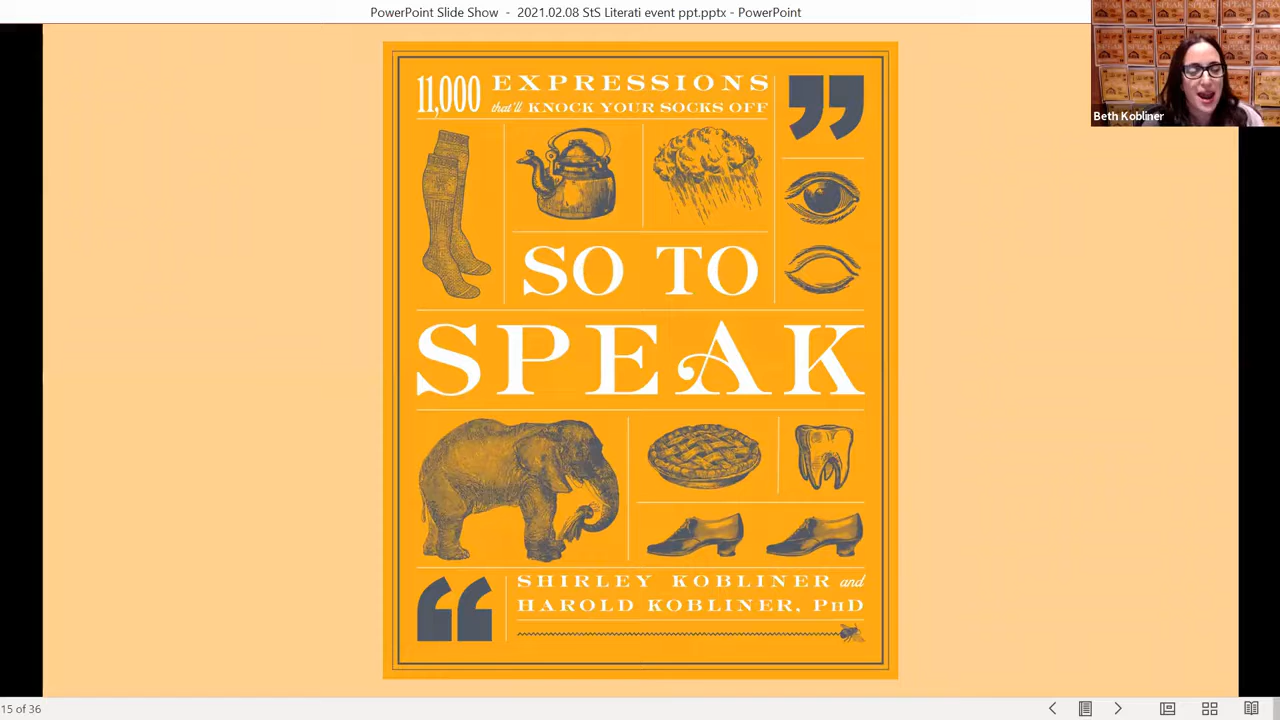 PowerPoint Slide Show - 2021.02.08 StS Literati event ppt.pptx - PowerPoint
Beth Kobliner
11,000 EXPRESSIONS
that'll KNOCK YOUR SOCKS OFF
SO TO
SPEAK
SHIRLEY KOBLINER and
HAROLD KOBLINER, PHD
15 of 36